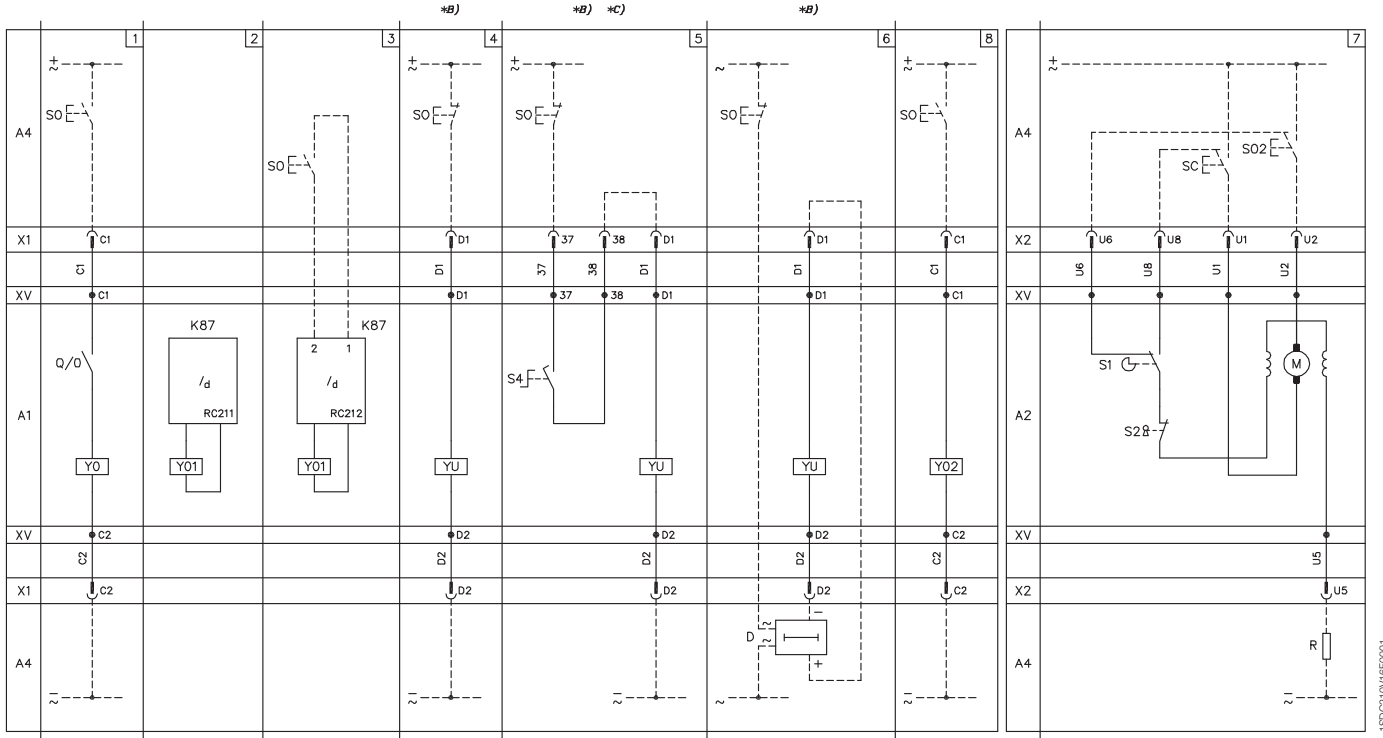 *B) *B) *C) *B)
1 2 3 4 5 6 8 7
+ ~ + ~ + ~ ~ + ~ + ~
SO SO SO SO SO
SO
SC SO2
A4 A4
X1 C1 D1 37 38 D1 D1 C1 X2 U6 U8 U1 U2
C1 D1 37 38 D1 D1 C1 U6 U8 U1 U2
XV C1 D1 37 38 D1 D1 C1 XV
K87 K87
2 1
Q/0 /d /d S4 S1 M
RC211 RC212
A1 A2
S2
YO Y01 Y01 YU YU YU Y02
XV C2 D2 D2 D2 C2 XV
C2 D2 D2 D2 C2 U5
X1 C2 D2 D2 D2 C2 X2 U5
−
D ~ ~
+
R
A4 A4
− ~ − ~ − ~ ~ − ~ − ~
1SDC210V16F0001